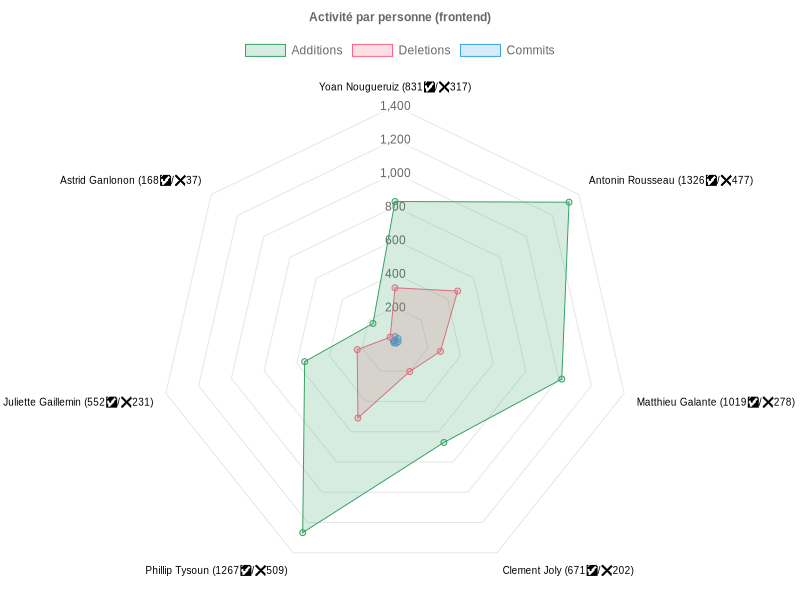 Activité par personne (frontend)
Additions
Deletions
Commits
Yoan Nougueruiz (831✅/❌317)
1,400
1,200
1,000
800
600
400
200
Astrid Ganlonon (168✅/❌37)
Antonin Rousseau (1326✅/❌477)
Juliette Gaillemin (552✅/❌231)
Matthieu Galante (1019✅/❌278)
Phillip Tysoun (1267✅/❌509)
Clement Joly (671✅/❌202)